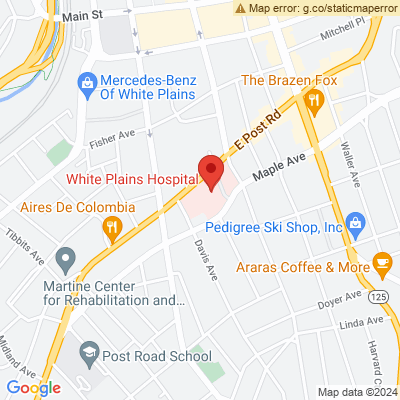 Map error: g.co/staticmaperror
Main St
Mitchell Pl
Mercedes-Benz
Of White Plains
The Brazen Fox
Fisher Ave
E Post Rd
Waller Ave
Maple Ave
White Plains Hospital
Aires De Colombia
Tibbits Ave
Pedigree Ski Shop, Inc
Davis Ave
Martine Center
for Rehabilitation and...
Araras Coffee & More
Doyer Ave
125
Linda Ave
Midland Ave
Post Road School
Harvard C
Google
Map data ©2024